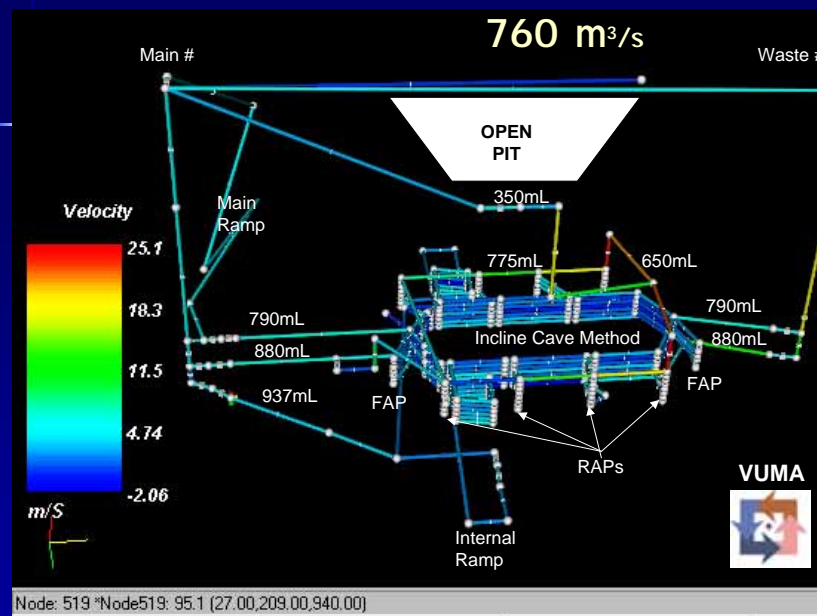 760 m³/s
Main #
Waste #
OPEN
PIT
350mL
Main
Ramp
Velocity
25.1
18.3
11.5
4.74
-2.06
m/S
775mL
650mL
790mL
790mL
Incline Cave Method
880mL
880mL
937mL
FAP
FAP
RAPs
VUMA
Internal
Ramp
Node: 519 *Node519: 95.1 (27.00,209.00,940.00)